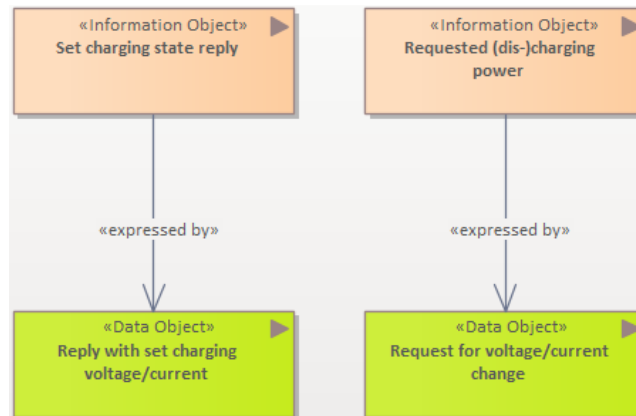 «Information Object»
Set charging state reply
«Information Object»
Requested (dis-)charging
power
«expressed by»
«expressed by»
«Data Object»
Reply with set charging
voltage/current
«Data Object»
Request for voltage/current
change